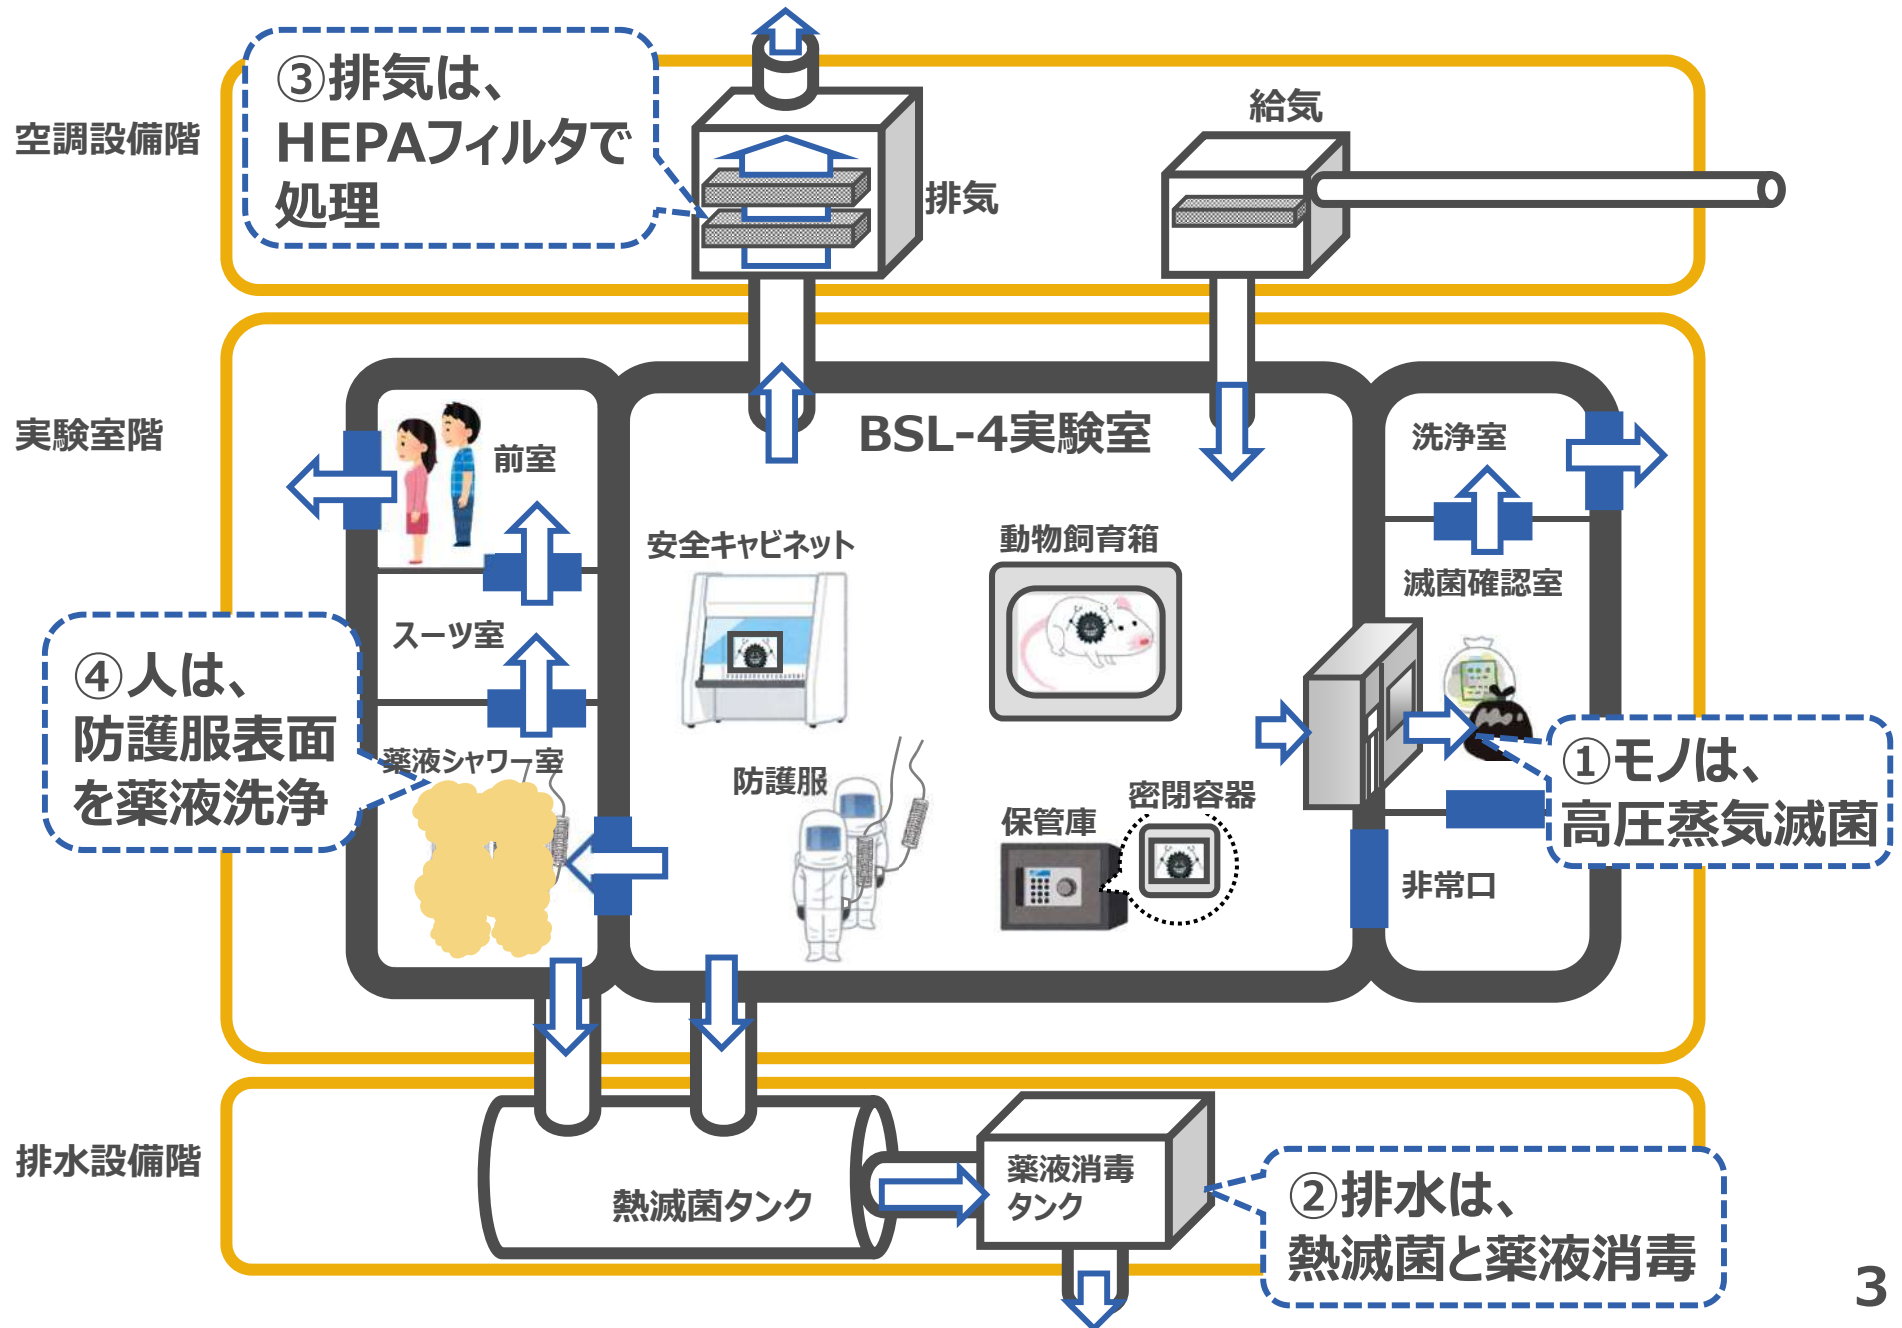 ③排気は、
HEPAフィルタで
処理
空調設備階
排気
給気
実験室階
BSL-4実験室
前室
洗浄室
安全キャビネット
動物飼育箱
滅菌確認室
スーツ室
④人は、
防護服表面
を薬液洗浄
薬液シャワー室
防護服
保管庫
密閉容器
①モノは、
高圧蒸気滅菌
非常口
排水設備階
熱滅菌タンク
薬液消毒
タンク
②排水は、
熱滅菌と薬液消毒
3